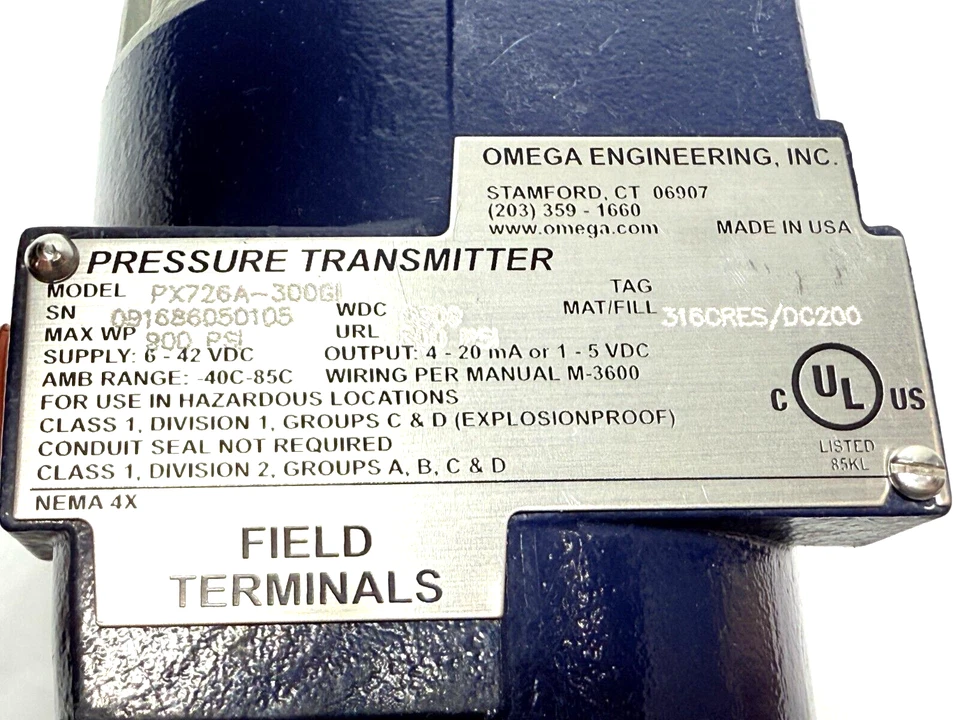 OMEGA ENGINEERING, INC.
STAMFORD, CT 06907
(203) 359 - 1660
www.omega.com MADE IN USA
PRESSURE TRANSMITTER
MODEL PX726A-300GI TAG
SN 091686050105 WDC MAT/FILL 316CRES/DC200
MAX WP 900 PSI URL PSI
SUPPLY: 6 - 42 VDC OUTPUT: 4 - 20 mA or 1 - 5 VDC
AMB RANGE: -40C-85C WIRING PER MANUAL M-3600
FOR USE IN HAZARDOUS LOCATIONS
CLASS 1, DIVISION 1, GROUPS C & D (EXPLOSIONPROOF)
CONDUIT SEAL NOT REQUIRED
CLASS 1, DIVISION 2, GROUPS A, B, C & D
C UL US
LISTED
85KL
NEMA 4X
FIELD
TERMINALS